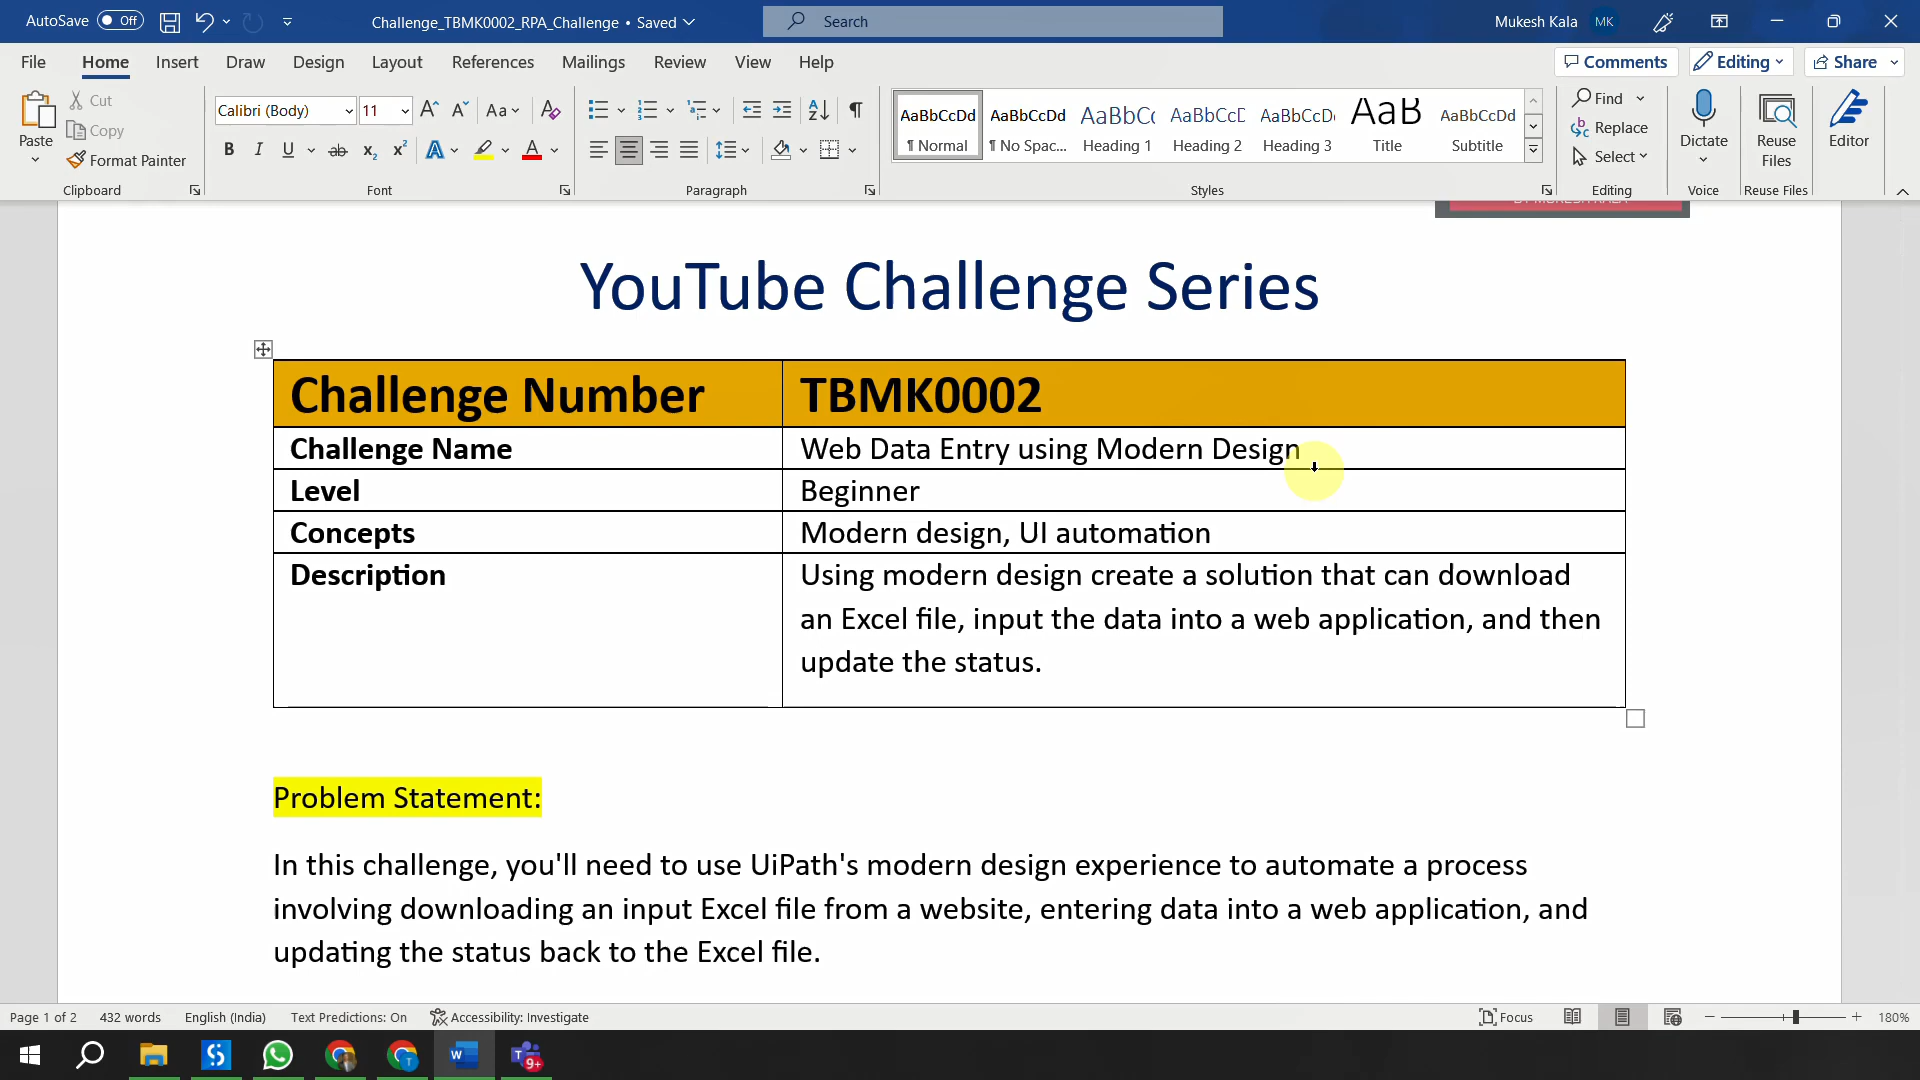 AutoSave Off Challenge_TBMK0002_RPA_Challenge • Saved Search Mukesh Kala MK
File Home Insert Draw Design Layout References Mailings Review View Help Comments Editing Share
Paste
Cut
Copy
Format Painter
Clipboard
Calibri (Body) 11 Aa
B I U ab x₂ x² A A
Font
Paragraph
AaBbCcDd AaBbCcDd AaBbCc AaBbCcD AaBbCcDd AaB AaBbCcDd
¶ Normal ¶ No Spac... Heading 1 Heading 2 Heading 3 Title Subtitle
Styles
Find
Replace
Select
Editing
Dictate
Voice
Reuse Files
Reuse Files
Editor
YouTube Challenge Series
Challenge Number TBMK0002
Challenge Name Web Data Entry using Modern Design
Level Beginner
Concepts Modern design, UI automation
Description Using modern design create a solution that can download
an Excel file, input the data into a web application, and then
update the status.
Problem Statement:
In this challenge, you'll need to use UiPath's modern design experience to automate a process
involving downloading an input Excel file from a website, entering data into a web application, and
updating the status back to the Excel file.
Page 1 of 2 432 words English (India) Text Predictions: On Accessibility: Investigate Focus 180%
9+